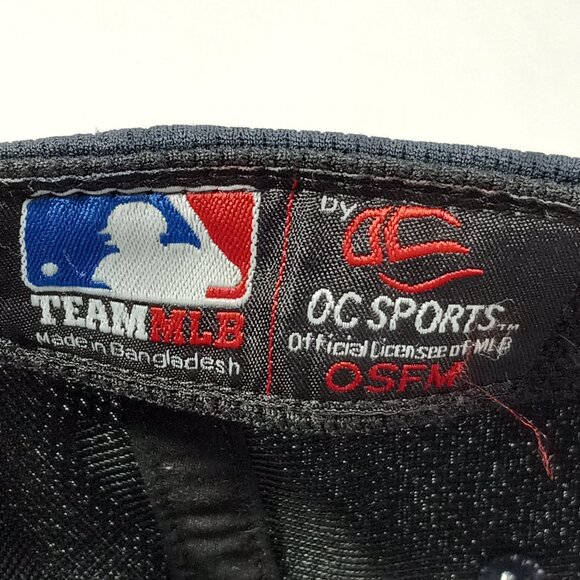 TEAM MLB
Made in Bangladesh
By OC
OC SPORTS™
Official Licensee of MLB
OSFM